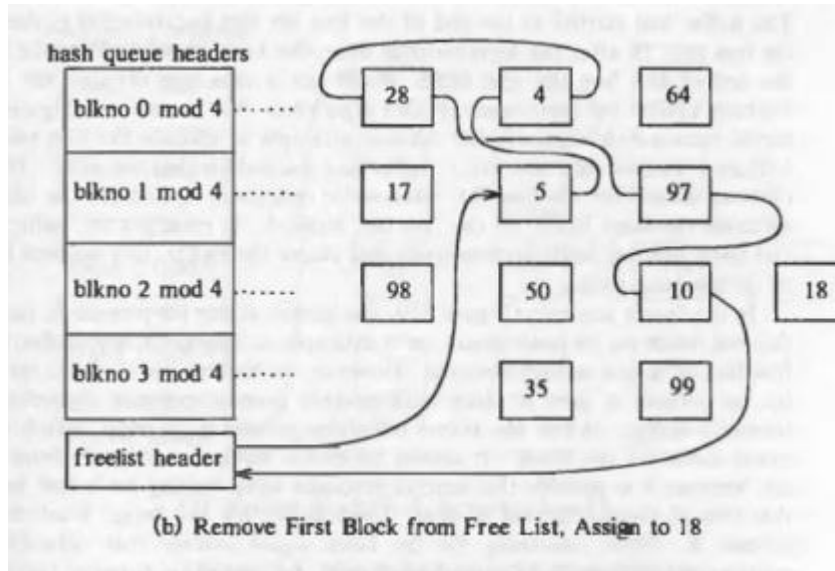 hash queue headers
blkno 0 mod 4 ...... 28 4 64
blkno 1 mod 4 ...... 17 5 97
blkno 2 mod 4 ...... 98 50 10 18
blkno 3 mod 4 ...... 35 99
freelist header
(b) Remove First Block from Free List, Assign to 18